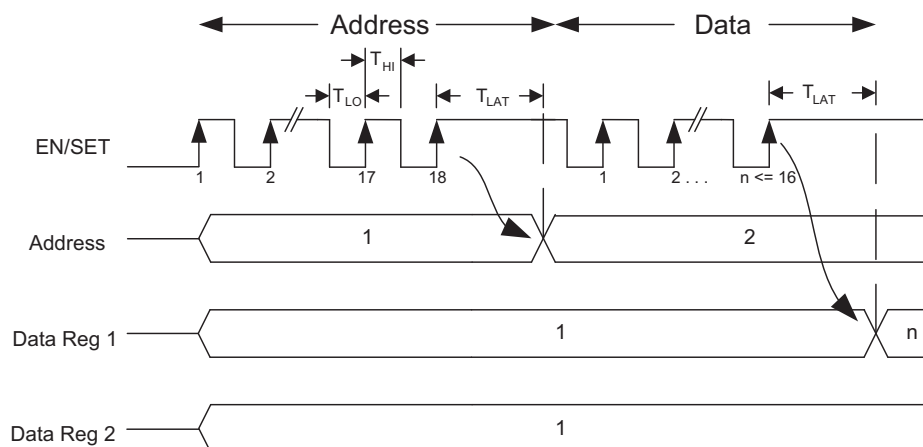 Address Data
T_HI
T_LO T_LAT T_LAT
EN/SET
1 2 17 18 1 2 . . . n <= 16
Address 1 2
Data Reg 1 1 n
Data Reg 2 1